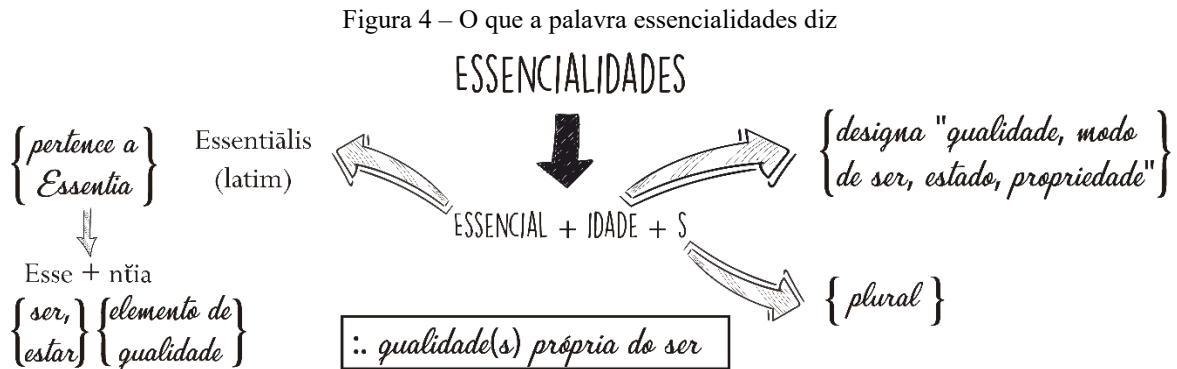 Figura 4 – O que a palavra essencialidades diz
ESSENCIALIDADES
pertence a
Essentia
Essentiālis
(latim)
designa "qualidade, modo
de ser, estado, propriedade"
ESSENCIAL + IDADE + S
Esse + ntĭa
ser,
estar
elemento de
qualidade
plural
:. qualidade(s) própria do ser